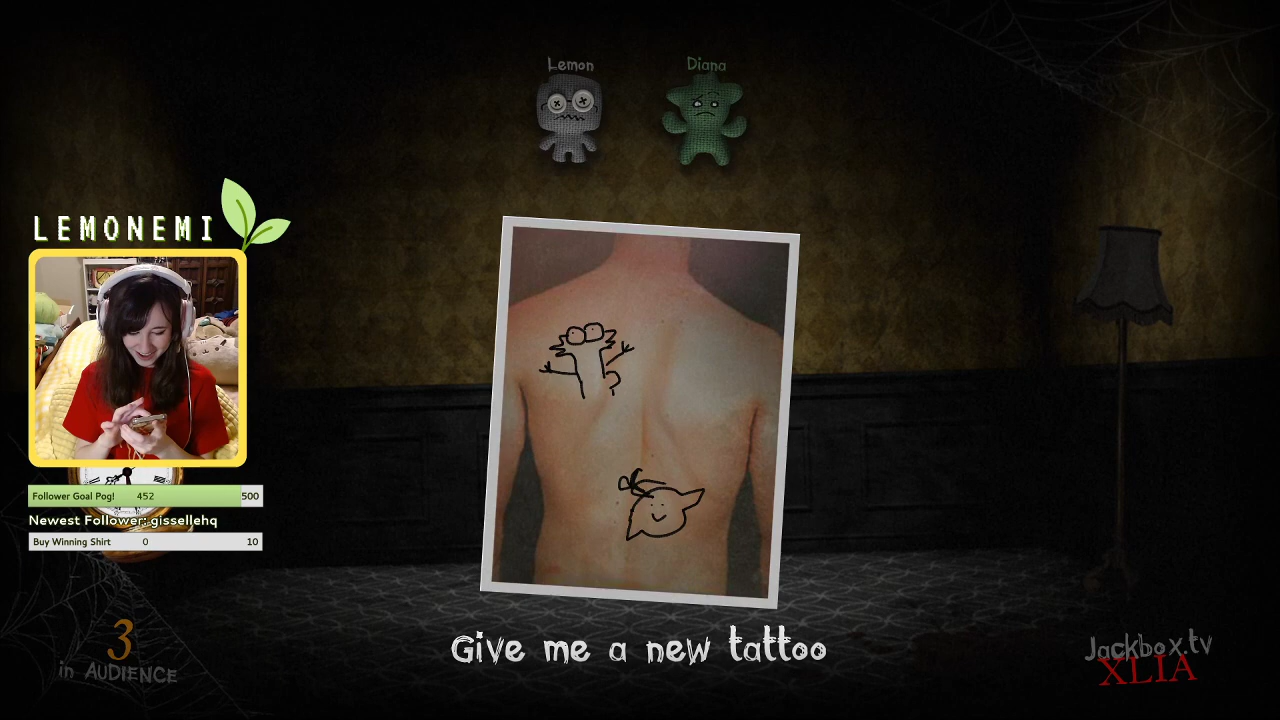 Lemon
Diana
LEMONEMI
Follower Goal Pog! 452 500
Newest Follower: gissellehq
Buy Winning Shirt 0 10
3
in AUDIENCE
Give me a new tattoo
Jackbox.tv
XLIA